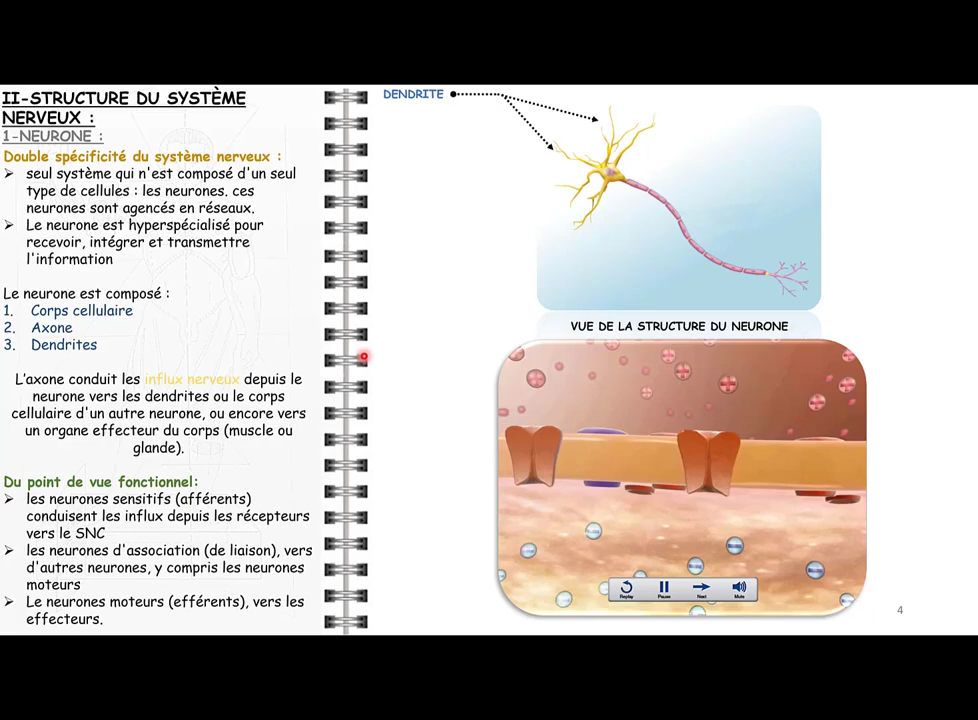 II-STRUCTURE DU SYSTÈME
NERVEUX :
1-NEURONE :
Double spécificité du système nerveux :
➢ seul système qui n'est composé d'un seul
type de cellules : les neurones. ces
neurones sont agencés en réseaux.
➢ Le neurone est hyperspécialisé pour
recevoir, intégrer et transmettre
l'information
Le neurone est composé :
1. Corps cellulaire
2. Axone
3. Dendrites
L'axone conduit les influx nerveux depuis le
neurone vers les dendrites ou le corps
cellulaire d'un autre neurone, ou encore vers
un organe effecteur du corps (muscle ou
glande).
Du point de vue fonctionnel:
➢ les neurones sensitifs (afférents)
conduisent les influx depuis les récepteurs
vers le SNC
➢ les neurones d'association (de liaison), vers
d'autres neurones, y compris les neurones
moteurs
➢ Le neurones moteurs (efférents), vers les
effecteurs.
DENDRITE
VUE DE LA STRUCTURE DU NEURONE
Replay Pause Next Mute
4